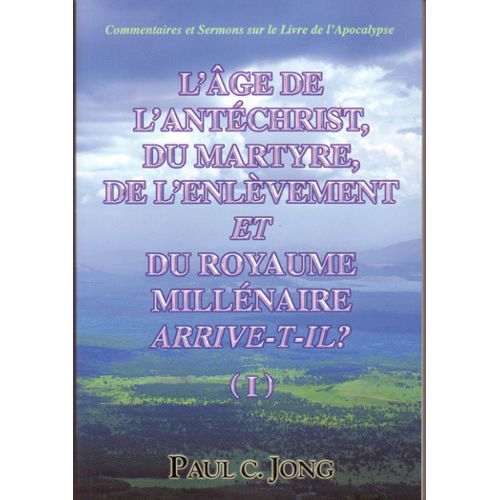 Commentaires et Sermons sur le Livre de l'Apocalypse
L'ÂGE DE
L'ANTÉCHRIST,
DU MARTYRE,
DE L'ENLÈVEMENT
ET
DU ROYAUME
MILLÉNAIRE
ARRIVE-T-IL?
(I)
PAUL C. JONG